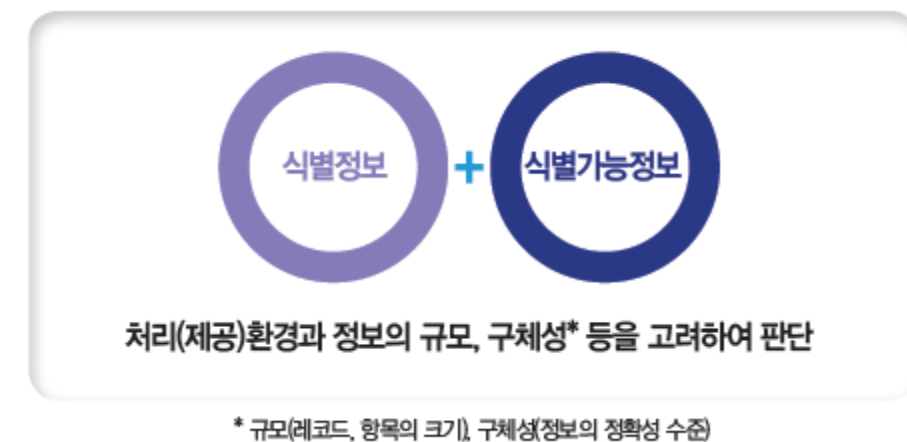 식별정보 + 식별가능정보
처리(제공)환경과 정보의 규모, 구체성* 등을 고려하여 판단
* 규모(레코드, 항목의 크기), 구체성(정보의 정확성 수준)